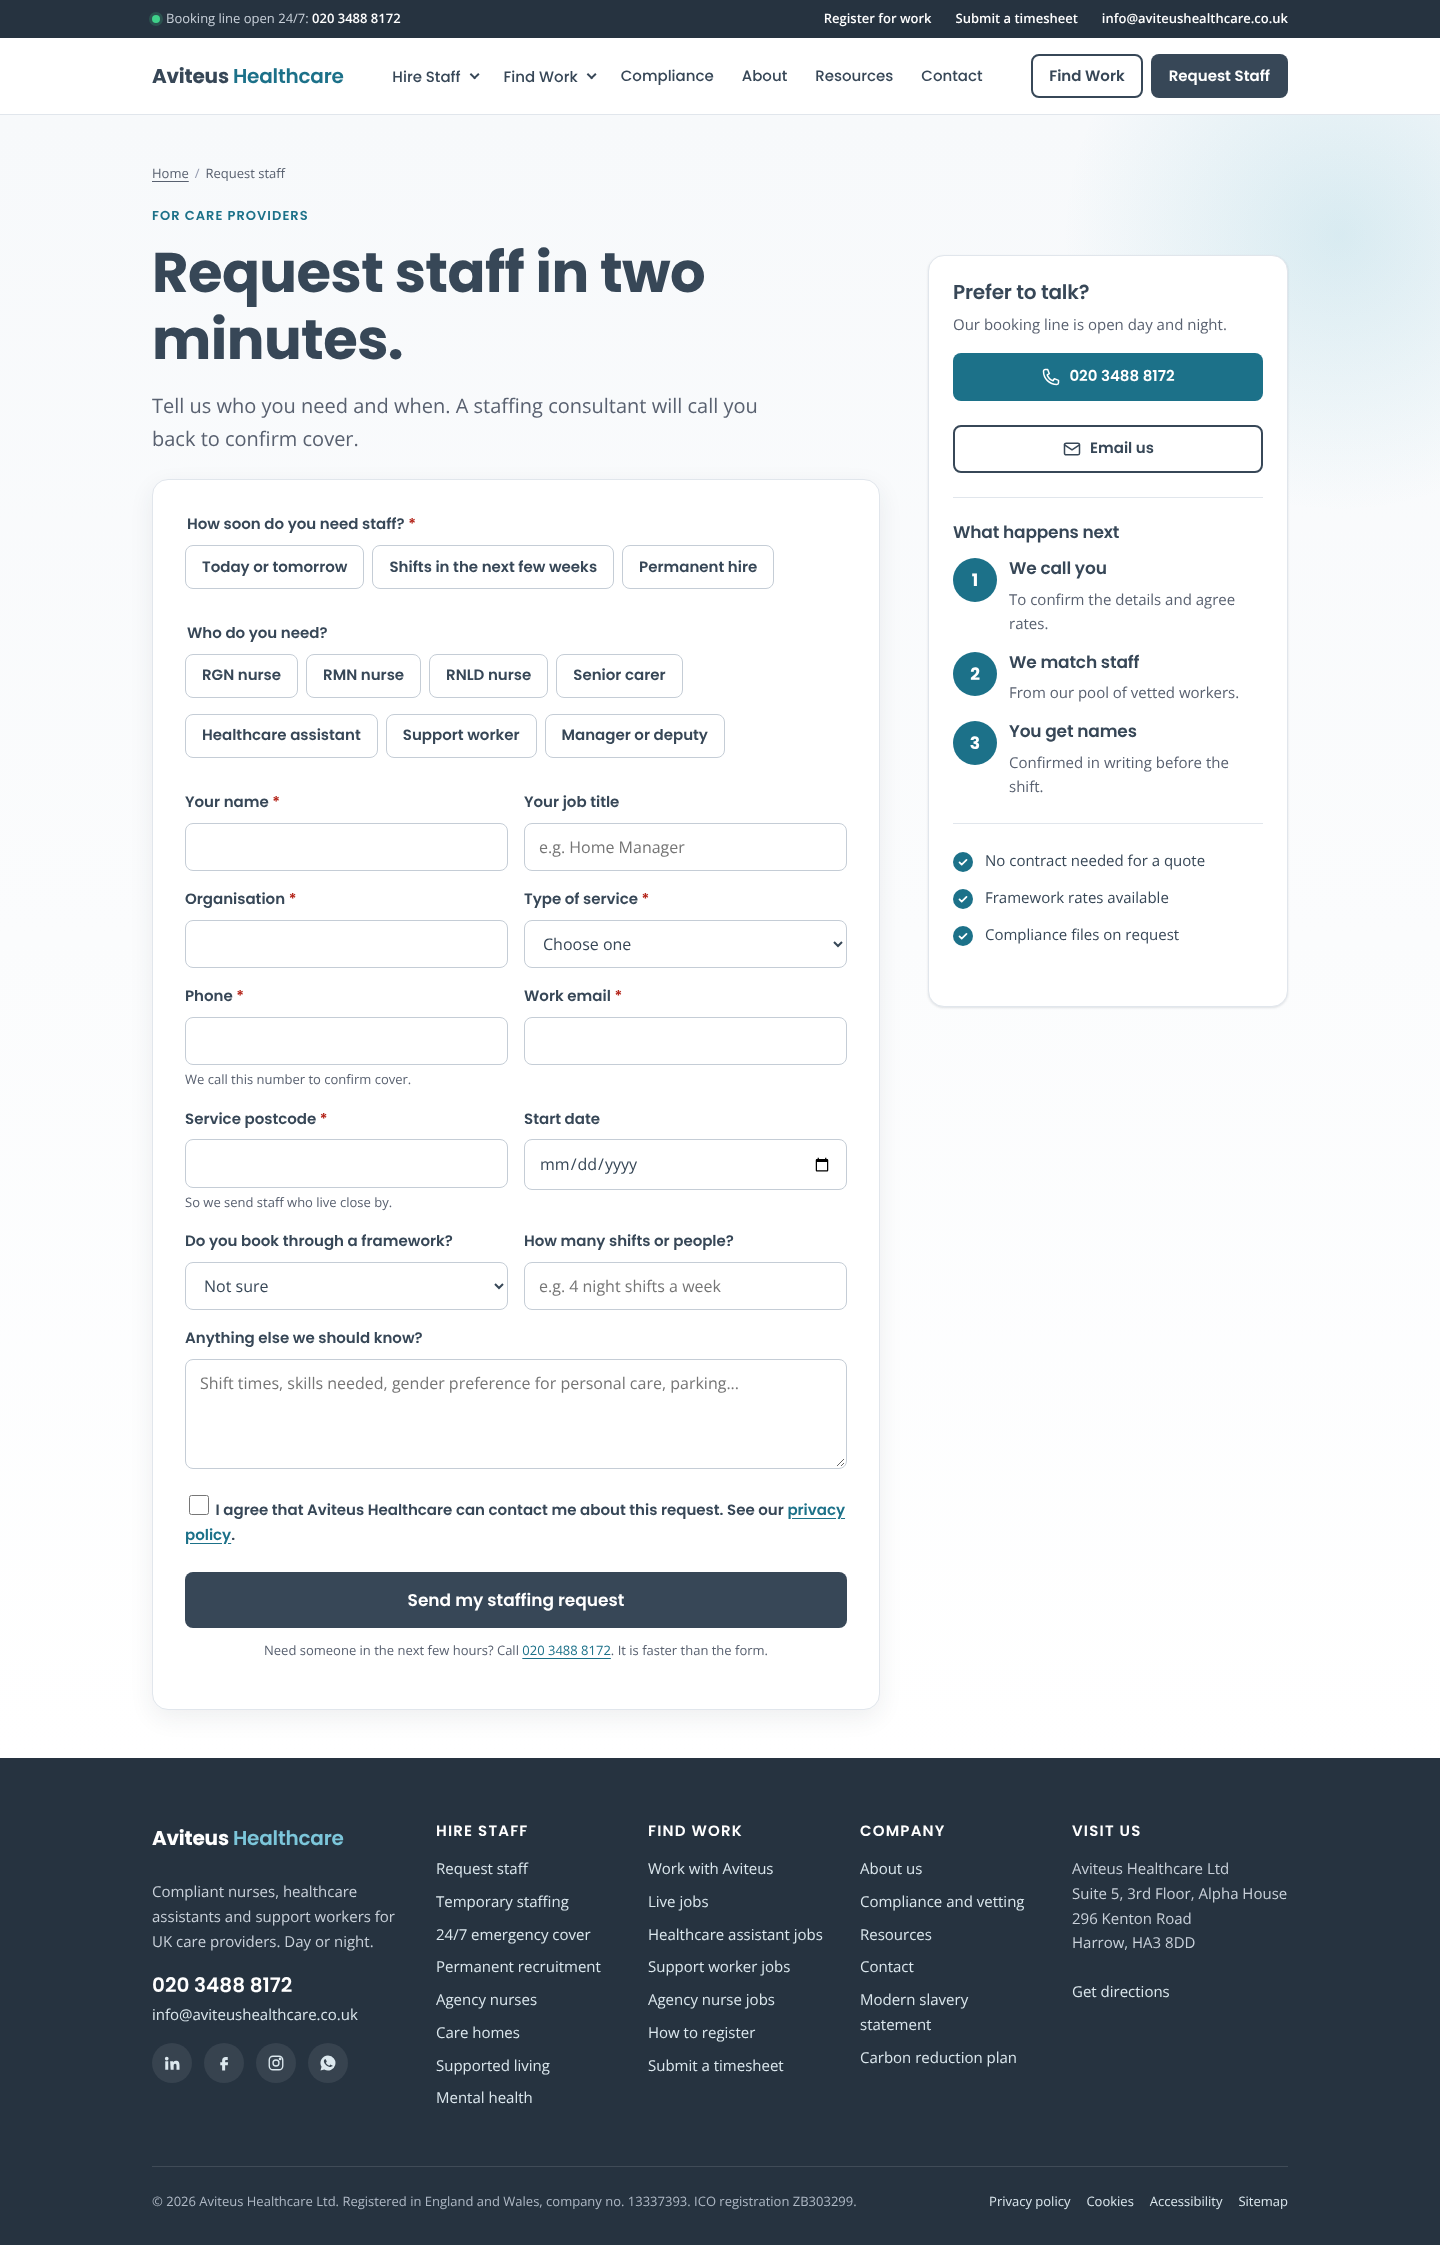 Booking line open 24/7: 020 3488 8172
Register for work
Submit a timesheet
info@aviteushealthcare.co.uk
Aviteus Healthcare
Hire Staff
Find Work
Compliance
About
Resources
Contact
Find Work
Request Staff
Home / Request staff
FOR CARE PROVIDERS
Request staff in two
minutes.
Tell us who you need and when. A staffing consultant will call you
back to confirm cover.
How soon do you need staff? *
Today or tomorrow
Shifts in the next few weeks
Permanent hire
Who do you need?
RGN nurse
RMN nurse
RNLD nurse
Senior carer
Healthcare assistant
Support worker
Manager or deputy
Your name *
Your job title
e.g. Home Manager
Organisation *
Type of service *
Choose one
Phone *
Work email *
We call this number to confirm cover.
Service postcode *
Start date
mm/dd/yyyy
So we send staff who live close by.
Do you book through a framework?
How many shifts or people?
Not sure
e.g. 4 night shifts a week
Anything else we should know?
Shift times, skills needed, gender preference for personal care, parking...
I agree that Aviteus Healthcare can contact me about this request. See our privacy
policy.
Send my staffing request
Need someone in the next few hours? Call 020 3488 8172. It is faster than the form.
Prefer to talk?
Our booking line is open day and night.
020 3488 8172
Email us
What happens next
1
We call you
To confirm the details and agree
rates.
2
We match staff
From our pool of vetted workers.
3
You get names
Confirmed in writing before the
shift.
No contract needed for a quote
Framework rates available
Compliance files on request
Aviteus Healthcare
Compliant nurses, healthcare
assistants and support workers for
UK care providers. Day or night.
020 3488 8172
info@aviteushealthcare.co.uk
HIRE STAFF
Request staff
Temporary staffing
24/7 emergency cover
Permanent recruitment
Agency nurses
Care homes
Supported living
Mental health
FIND WORK
Work with Aviteus
Live jobs
Healthcare assistant jobs
Support worker jobs
Agency nurse jobs
How to register
Submit a timesheet
COMPANY
About us
Compliance and vetting
Resources
Contact
Modern slavery
statement
Carbon reduction plan
VISIT US
Aviteus Healthcare Ltd
Suite 5, 3rd Floor, Alpha House
296 Kenton Road
Harrow, HA3 8DD
Get directions
© 2026 Aviteus Healthcare Ltd. Registered in England and Wales, company no. 13337393. ICO registration ZB303299.
Privacy policy
Cookies
Accessibility
Sitemap